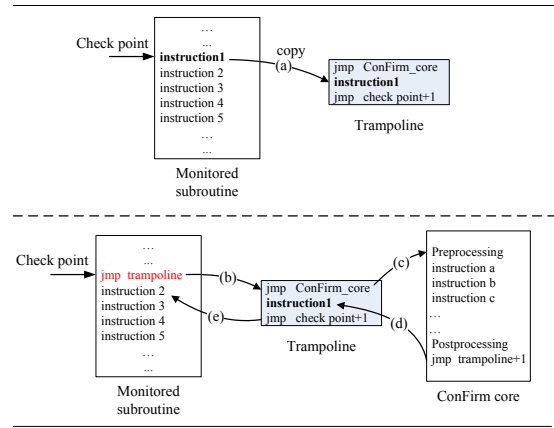 ...
...
Check point
instruction1
instruction 2
instruction 3
instruction 4
instruction 5
...
...
Monitored
subroutine
copy
(a)
jmp ConFirm_core
instruction1
jmp check point+1
Trampoline
...
...
Check point
jmp trampoline
instruction 2
instruction 3
instruction 4
instruction 5
...
...
Monitored
subroutine
(b)
(e)
jmp ConFirm_core
instruction1
jmp check point+1
Trampoline
(c)
(d)
Preprocessing
instruction a
instruction b
instruction c
...
...
Postprocessing
jmp trampoline+1
ConFirm core